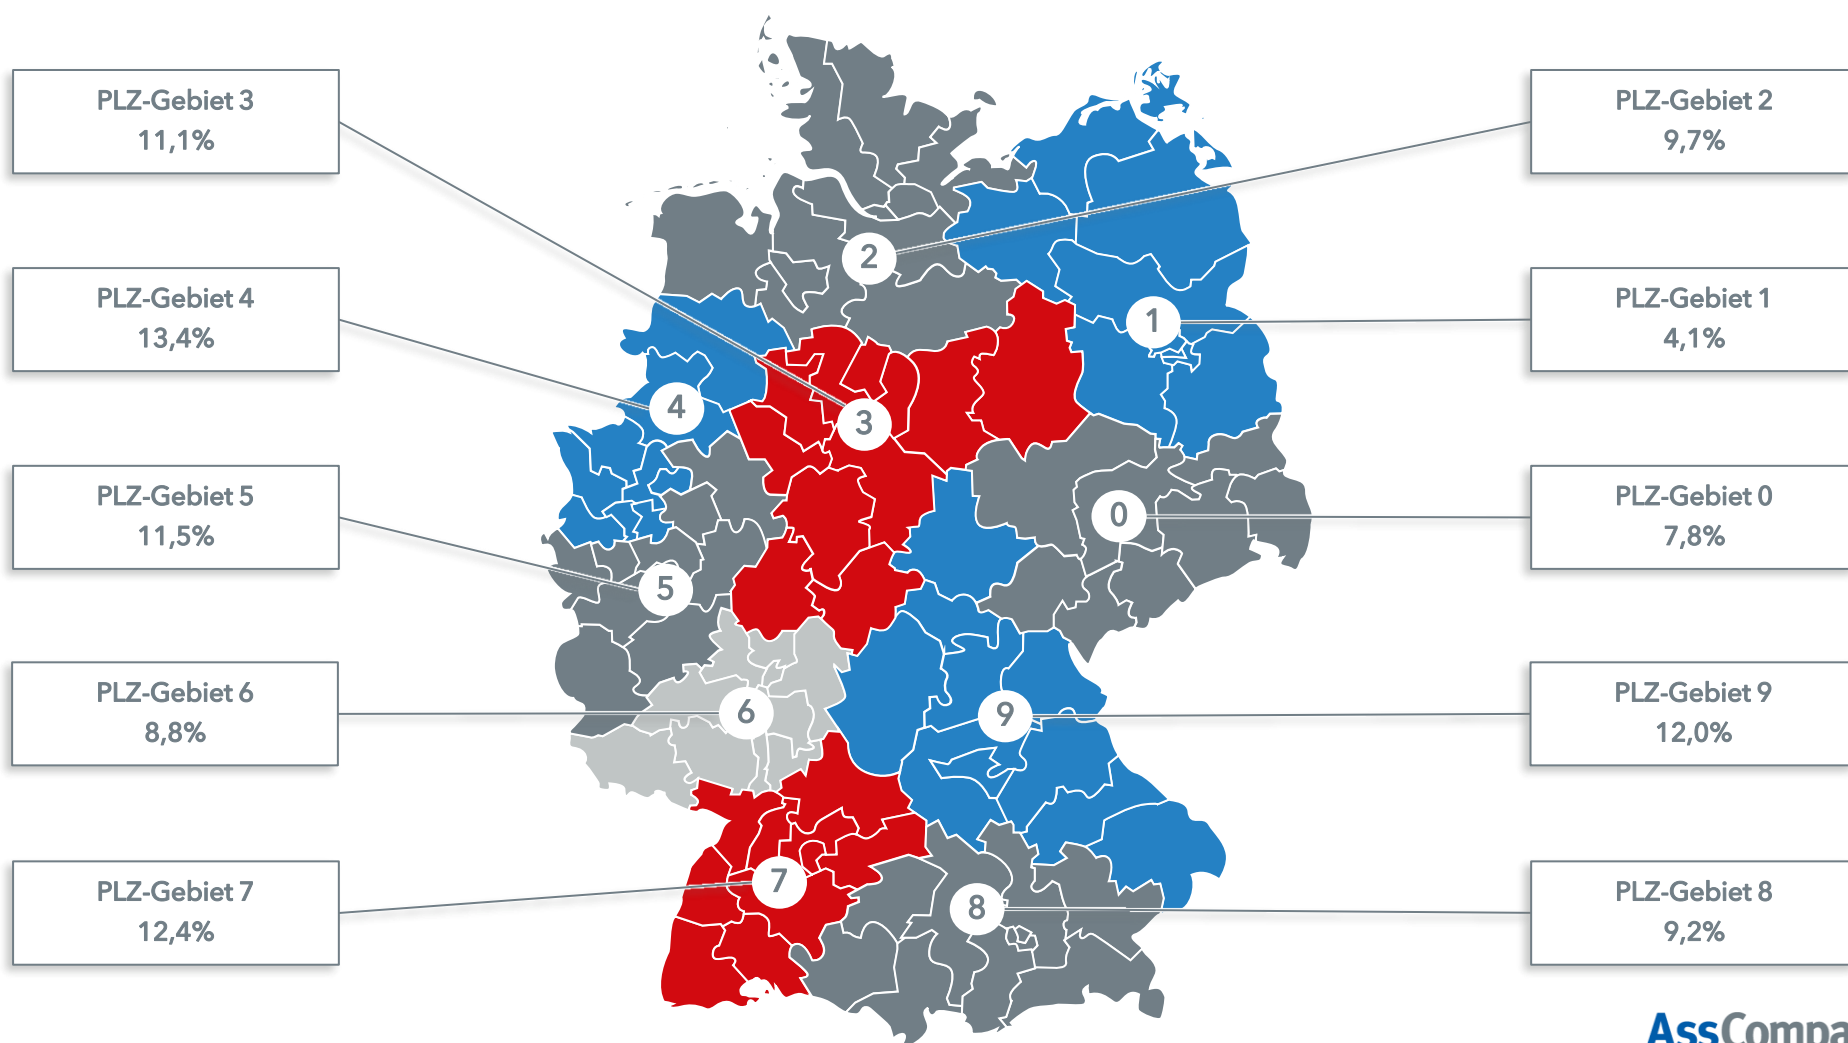 PLZ-Gebiet 3
11,1%
PLZ-Gebiet 4
13,4%
PLZ-Gebiet 5
11,5%
PLZ-Gebiet 6
8,8%
PLZ-Gebiet 7
12,4%
2
1
4
3
0
5
6
9
7
8
PLZ-Gebiet 2
9,7%
PLZ-Gebiet 1
4,1%
PLZ-Gebiet 0
7,8%
PLZ-Gebiet 9
12,0%
PLZ-Gebiet 8
9,2%
AssCompa